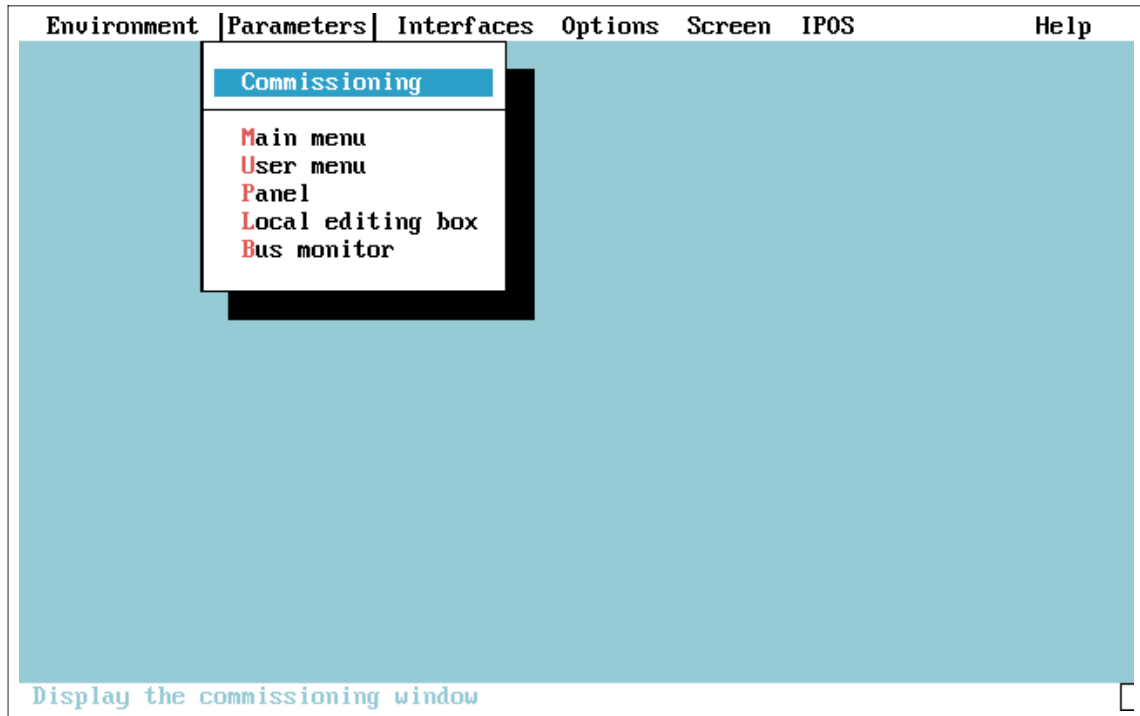 Environment Parameters Interfaces Options Screen IPOS Help
Commissioning
Main menu
User menu
Panel
Local editing box
Bus monitor
Display the commissioning window